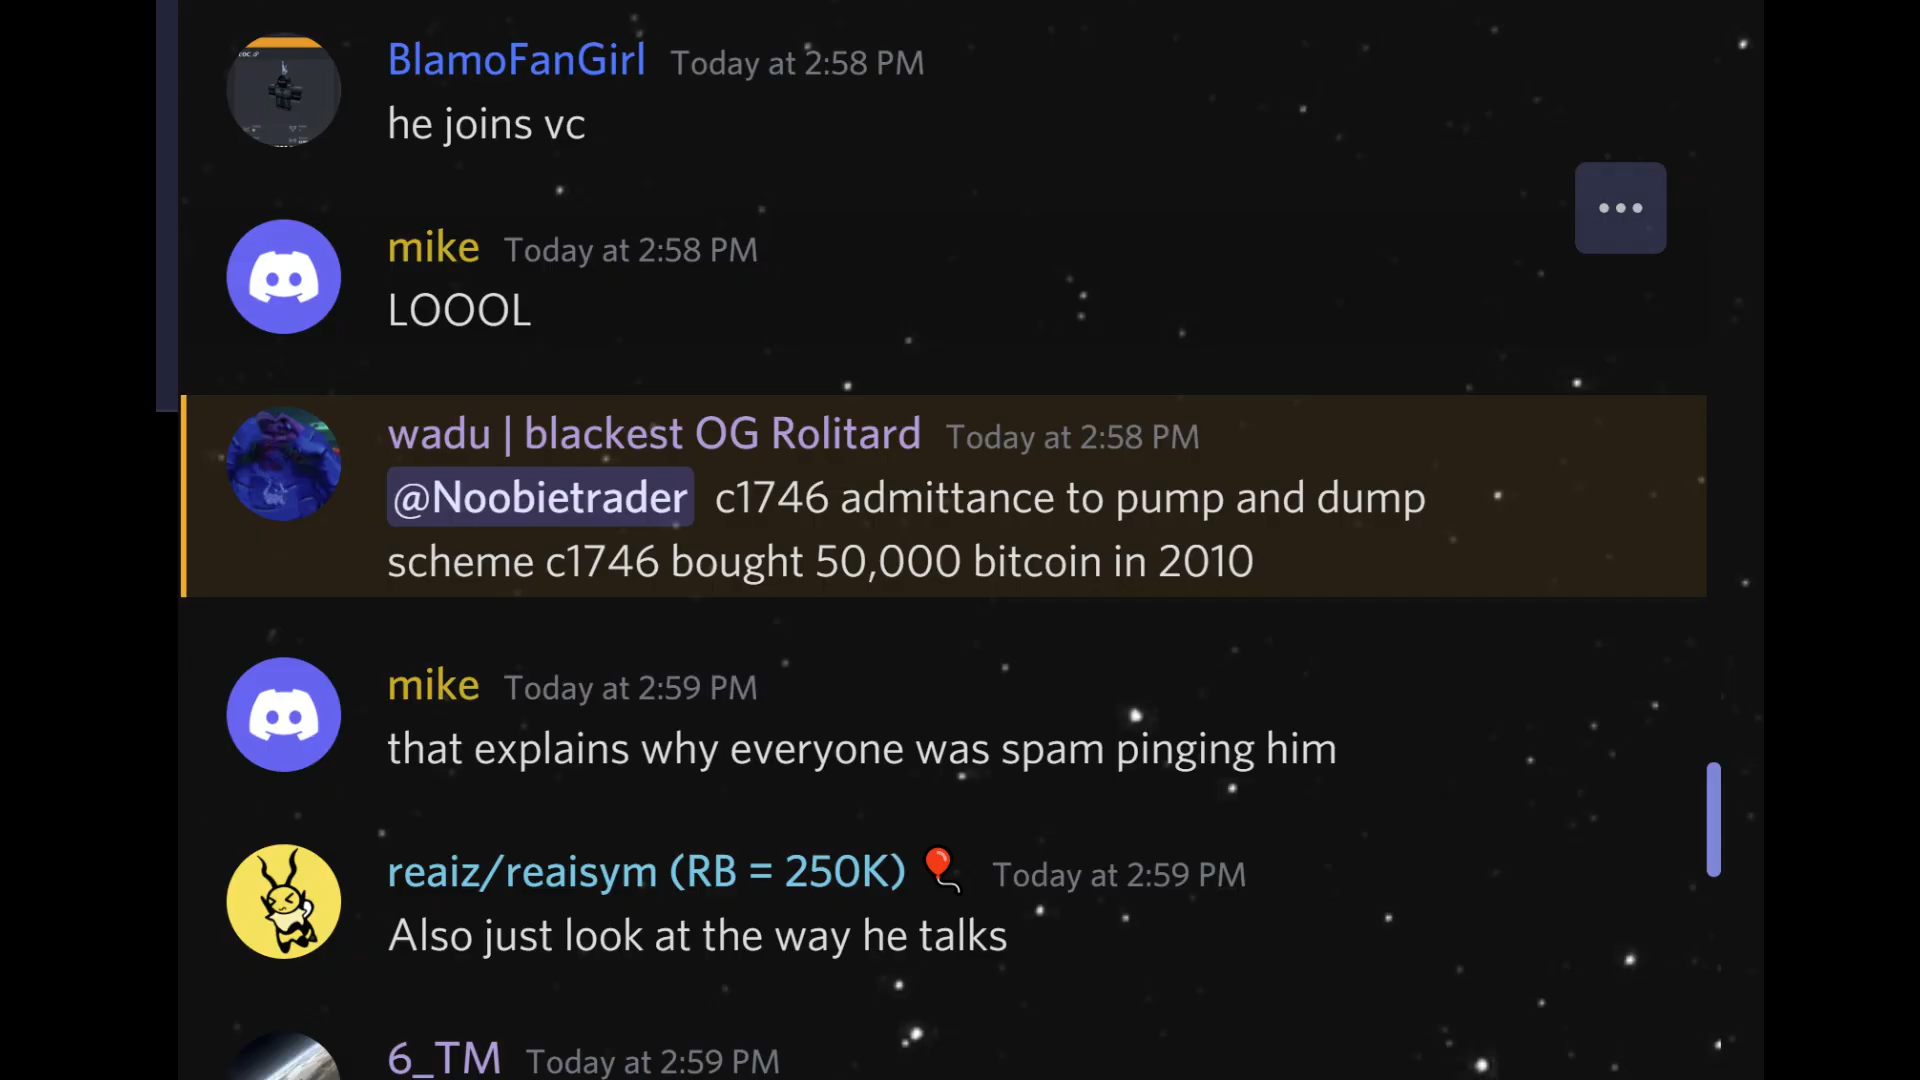 BlamoFanGirl Today at 2:58 PM
he joins vc
mike Today at 2:58 PM
LOOOL
wadu | blackest OG Rolitard Today at 2:58 PM
@Noobietrader c1746 admittance to pump and dump
scheme c1746 bought 50,000 bitcoin in 2010
mike Today at 2:59 PM
that explains why everyone was spam pinging him
reaiz/reaisym (RB = 250K) 🎈 Today at 2:59 PM
Also just look at the way he talks
6_TM Today at 2:59 PM